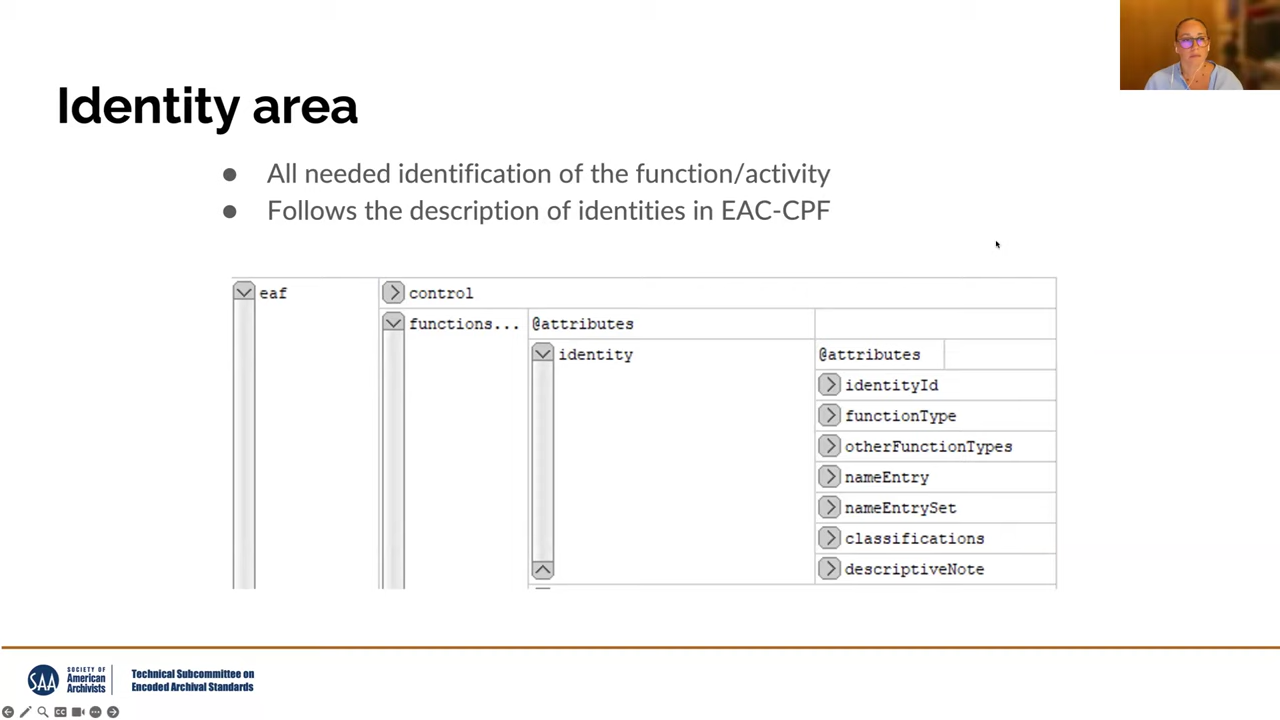 Identity area
● All needed identification of the function/activity
● Follows the description of identities in EAC-CPF
eaf
control
functions...
@attributes
identity
@attributes
identityId
functionType
otherFunctionTypes
nameEntry
nameEntrySet
classifications
descriptiveNote
SAA
SOCIETY OF
American
Archivists
Technical Subcommittee on
Encoded Archival Standards
CC